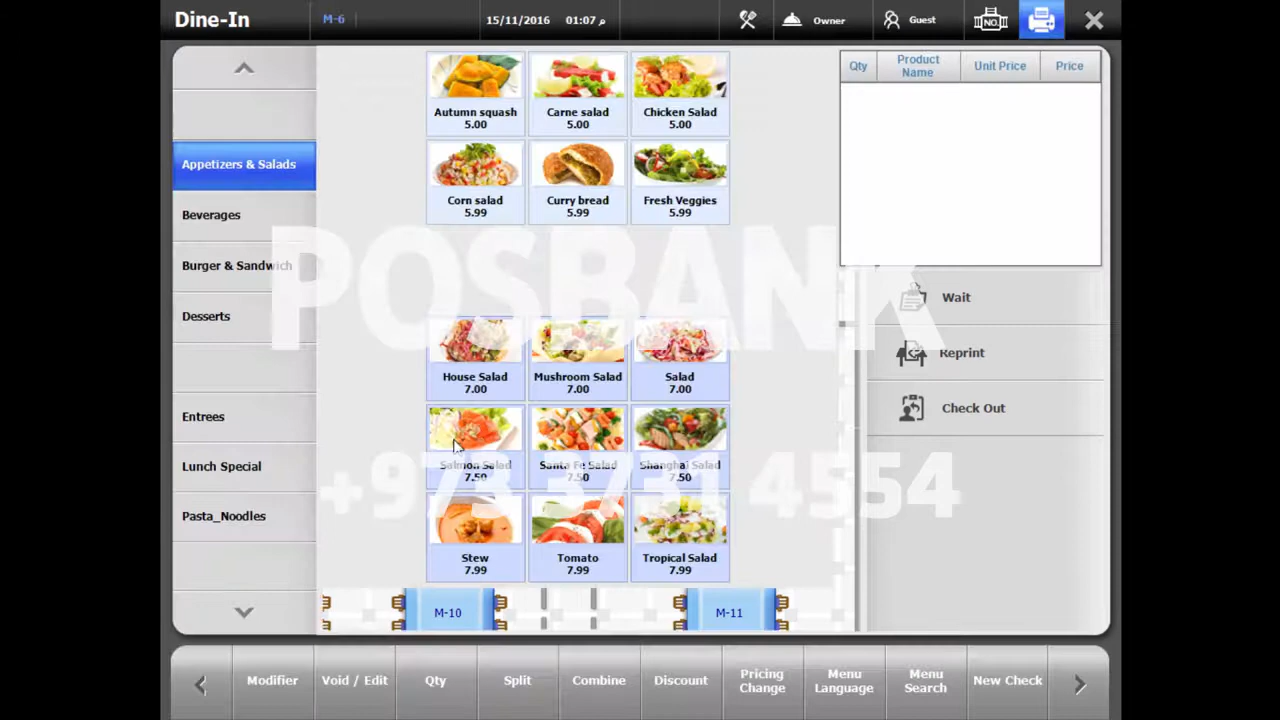 Dine-In
M-6
15/11/2016 01:07 م
Owner
Guest
NO.
Appetizers & Salads
Beverages
Burger & Sandwich
Desserts
Entrees
Lunch Special
Pasta_Noodles
Autumn squash
5.00
Carne salad
5.00
Chicken Salad
5.00
Corn salad
5.99
Curry bread
5.99
Fresh Veggies
5.99
House Salad
7.00
Mushroom Salad
7.00
Salad
7.00
Salmon Salad
7.50
Santa Fe Salad
7.50
Shanghai Salad
7.50
Stew
7.99
Tomato
7.99
Tropical Salad
7.99
M-10
M-11
Qty
Product Name
Unit Price
Price
Wait
Reprint
Check Out
POSBANK
+973 3731 4554
Modifier
Void / Edit
Qty
Split
Combine
Discount
Pricing Change
Menu Language
Menu Search
New Check